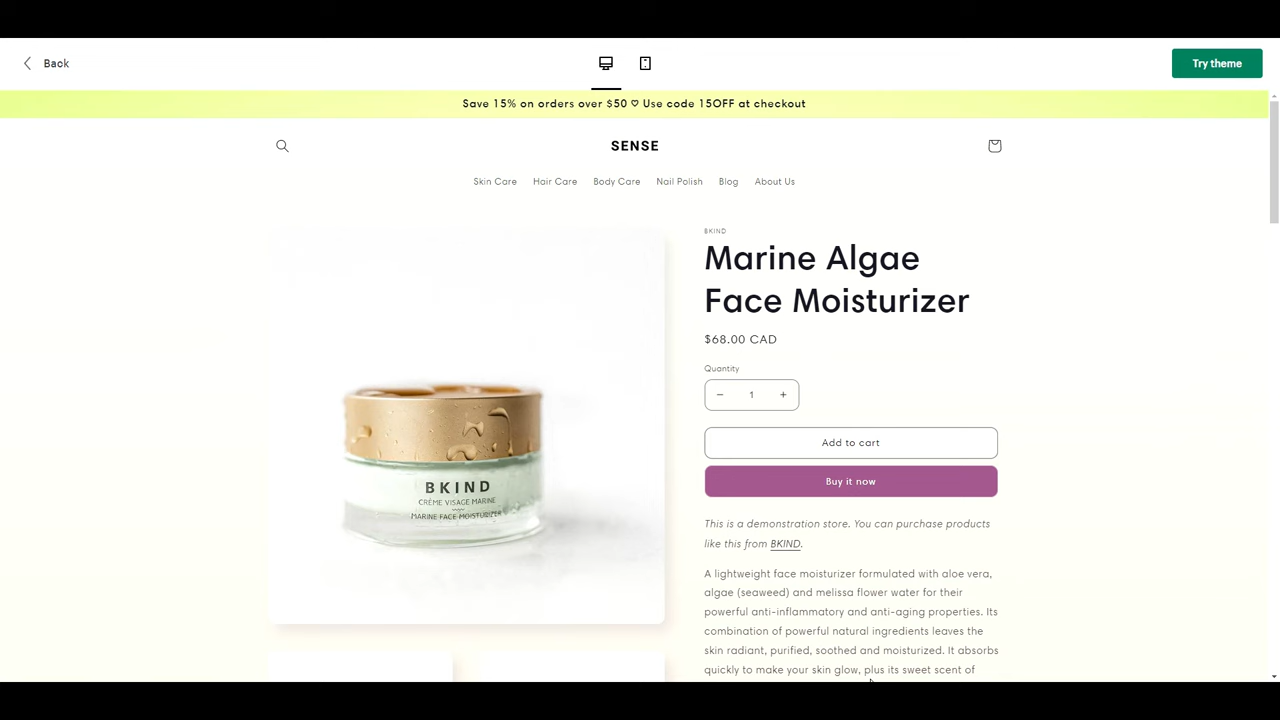 Back
Try theme
Save 15% on orders over $50 ♡ Use code 15OFF at checkout
SENSE
Skin Care Hair Care Body Care Nail Polish Blog About Us
BKIND
Marine Algae
Face Moisturizer
$68.00 CAD
Quantity
− 1 +
Add to cart
Buy it now
This is a demonstration store. You can purchase products
like this from BKIND.
A lightweight face moisturizer formulated with aloe vera,
algae (seaweed) and melissa flower water for their
powerful anti-inflammatory and anti-aging properties. Its
combination of powerful natural ingredients leaves the
skin radiant, purified, soothed and moisturized. It absorbs
quickly to make your skin glow, plus its sweet scent of
BKIND
CRÈME VISAGE MARINE
MARINE FACE MOISTURIZER